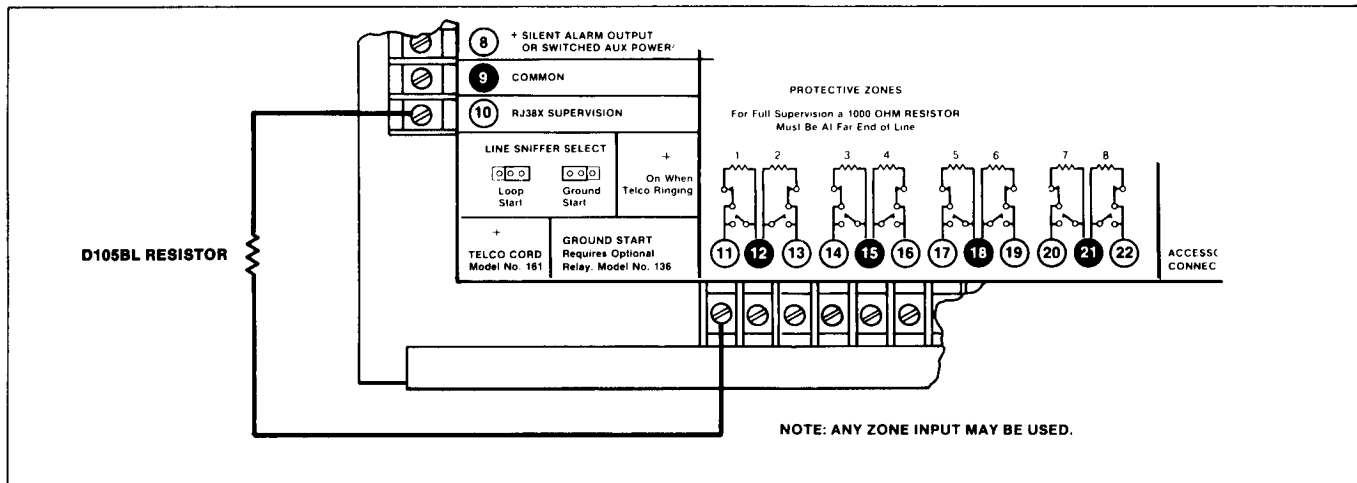 8
+ SILENT ALARM OUTPUT
OR SWITCHED AUX POWER
9
COMMON
10
RJ38X SUPERVISION
LINE SNIFFER SELECT
Loop
Start
Ground
Start
+
On When
Telco Ringing
+
TELCO CORD
Model No. 161
GROUND START
Requires Optional
Relay. Model No. 136
PROTECTIVE ZONES
For Full Supervision a 1000 OHM RESISTOR
Must Be At Far End of Line
1 2 3 4 5 6 7 8
11 12 13 14 15 16 17 18 19 20 21 22
ACCESSO
CONNEC
D105BL RESISTOR
NOTE: ANY ZONE INPUT MAY BE USED.